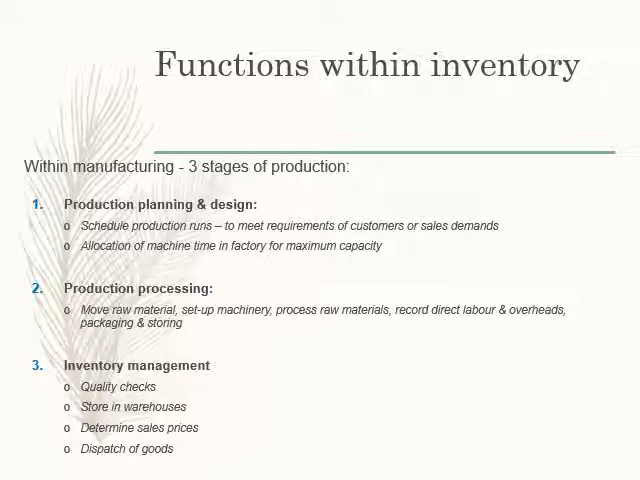 Functions within inventory
Within manufacturing - 3 stages of production:
1. Production planning & design:
o Schedule production runs – to meet requirements of customers or sales demands
o Allocation of machine time in factory for maximum capacity
2. Production processing:
o Move raw material, set-up machinery, process raw materials, record direct labour & overheads,
packaging & storing
3. Inventory management
o Quality checks
o Store in warehouses
o Determine sales prices
o Dispatch of goods